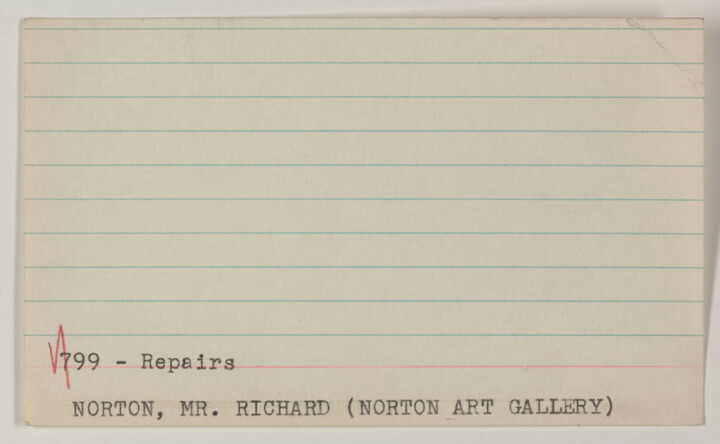 799 - Repairs
NORTON, MR. RICHARD (NORTON ART GALLERY)